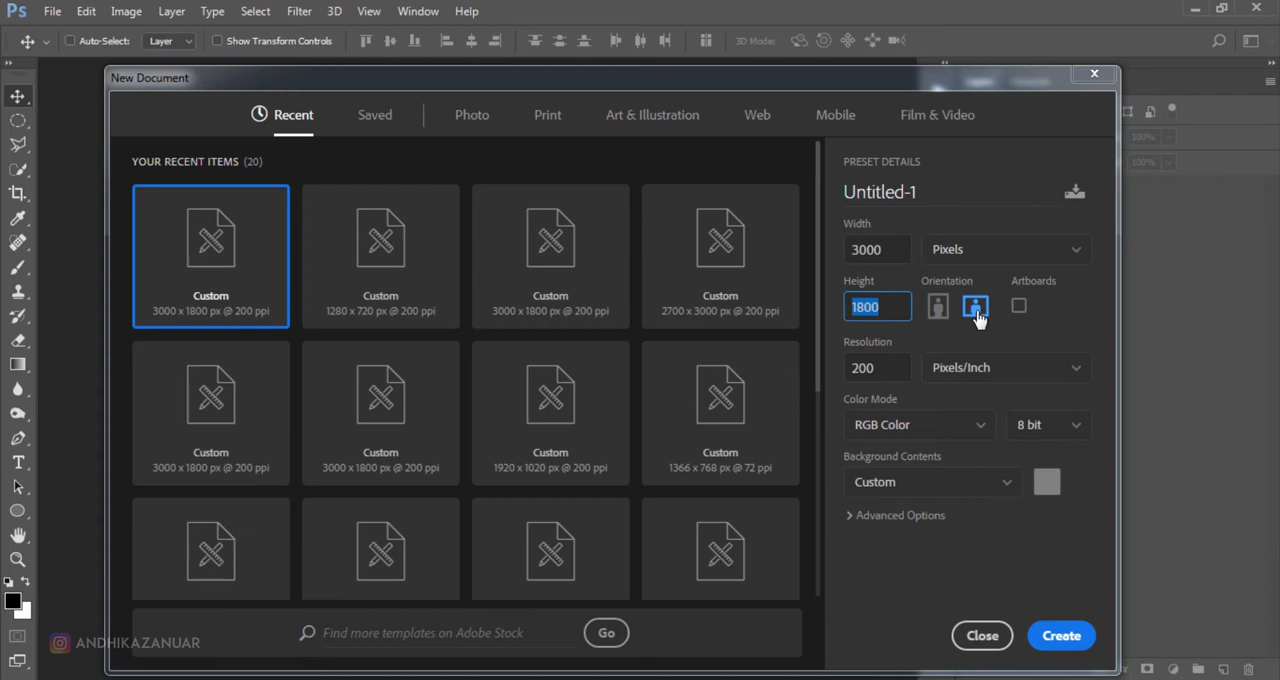 Ps File Edit Image Layer Type Select Filter 3D View Window Help
Auto-Select: Layer Show Transform Controls 3D Mode:
New Document
Recent Saved Photo Print Art & Illustration Web Mobile Film & Video
YOUR RECENT ITEMS (20)
Custom
3000 x 1800 px @ 200 ppi
Custom
1280 x 720 px @ 200 ppi
Custom
3000 x 1800 px @ 200 ppi
Custom
2700 x 3000 px @ 200 ppi
Custom
3000 x 1800 px @ 200 ppi
Custom
3000 x 1800 px @ 200 ppi
Custom
1920 x 1020 px @ 200 ppi
Custom
1366 x 768 px @ 72 ppi
Find more templates on Adobe Stock Go
PRESET DETAILS
Untitled-1
Width
3000 Pixels
Height Orientation Artboards
1800
Resolution
200 Pixels/Inch
Color Mode
RGB Color 8 bit
Background Contents
Custom
Advanced Options
Close Create
100%
100%
ANDHIKAZANUAR